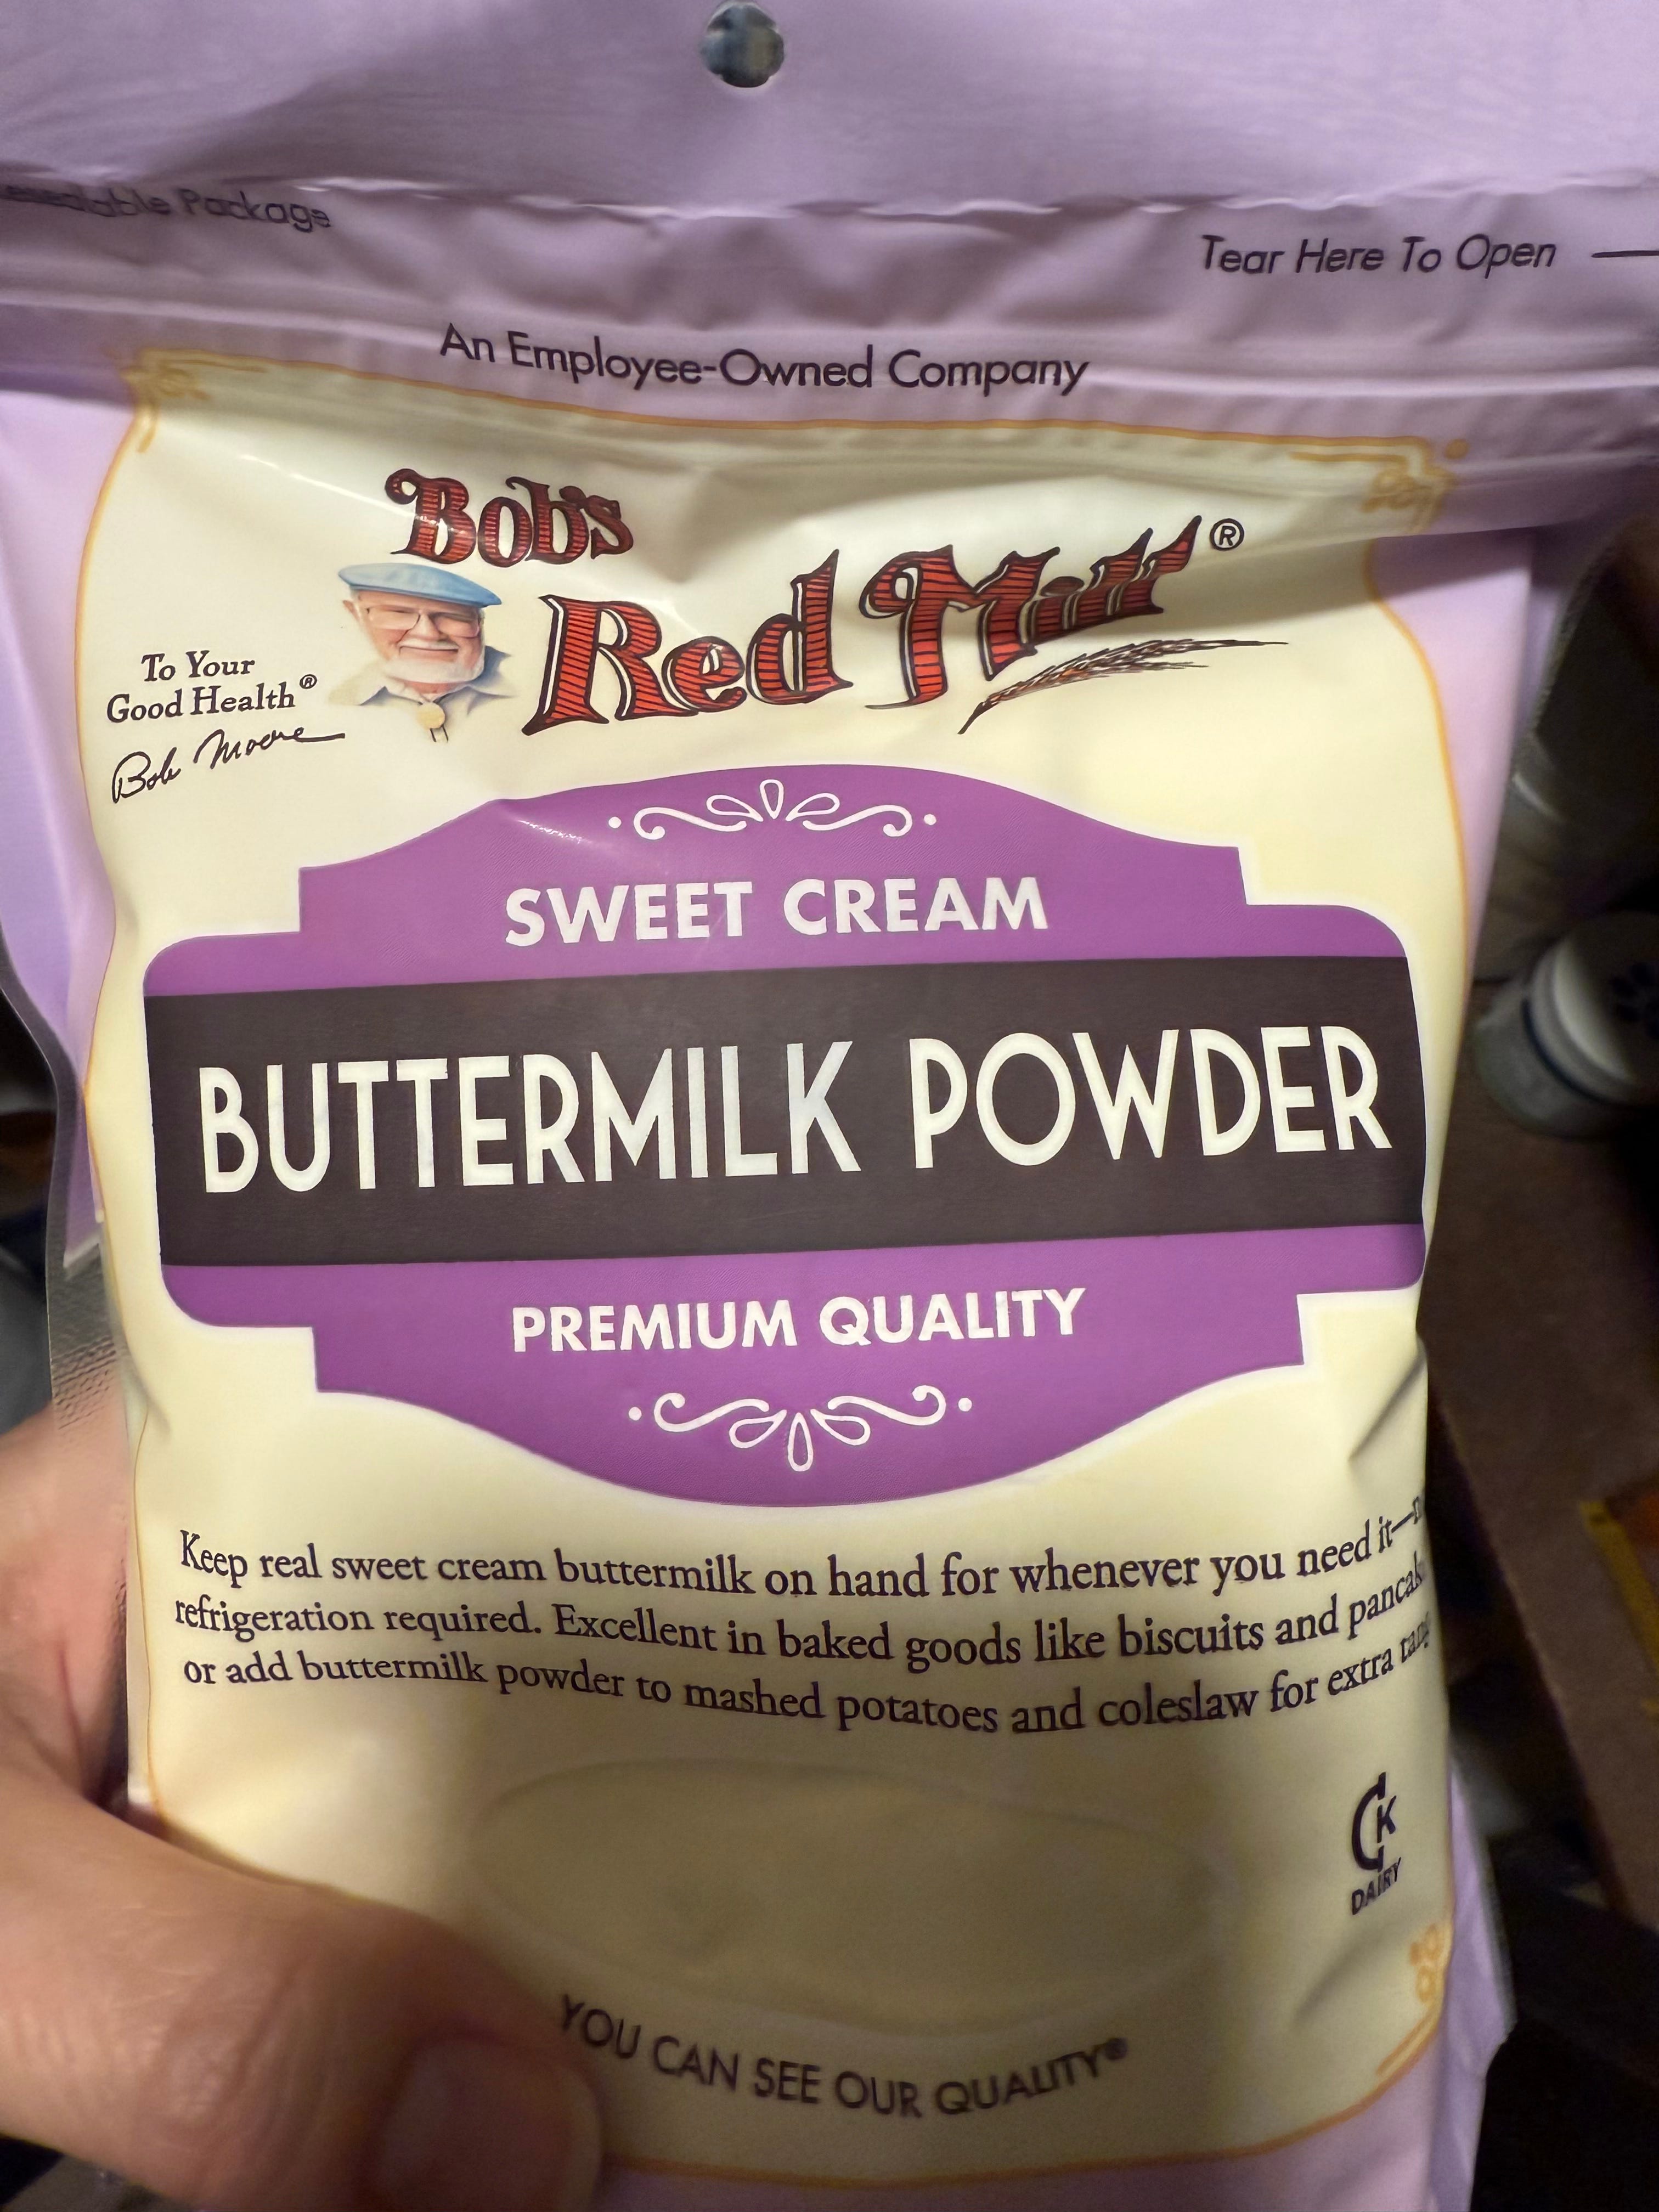 Package
Tear Here To Open
An Employee-Owned Company
Bob's
Red Mill®
To Your
Good Health®
Bob Moore
SWEET CREAM
BUTTERMILK POWDER
PREMIUM QUALITY
Keep real sweet cream buttermilk on hand for whenever you need it—
refrigeration required. Excellent in baked goods like biscuits and
or add buttermilk powder to mashed potatoes and coleslaw for extra
K
DAIRY
YOU CAN SEE OUR QUALITY®